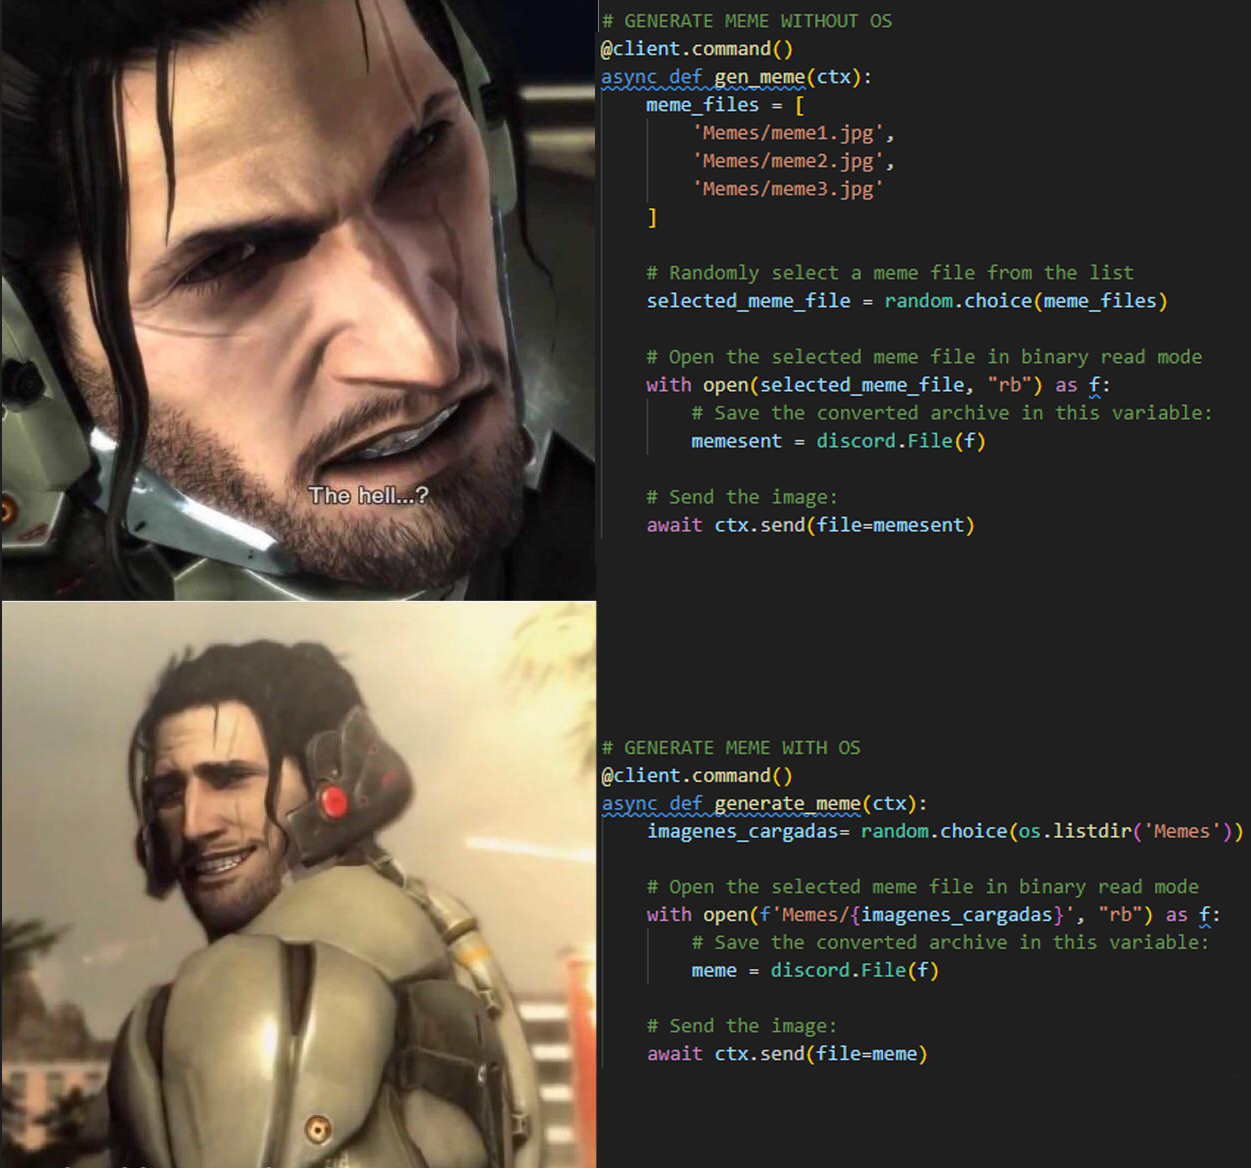 # GENERATE MEME WITHOUT OS
@client.command()
async def gen_meme(ctx):
meme_files = [
'Memes/meme1.jpg',
'Memes/meme2.jpg',
'Memes/meme3.jpg'
]
# Randomly select a meme file from the list
selected_meme_file = random.choice(meme_files)
# Open the selected meme file in binary read mode
with open(selected_meme_file, "rb") as f:
# Save the converted archive in this variable:
memesent = discord.File(f)
# Send the image:
await ctx.send(file=memesent)
The hell...?
# GENERATE MEME WITH OS
@client.command()
async def generate_meme(ctx):
imagenes_cargadas= random.choice(os.listdir('Memes'))
# Open the selected meme file in binary read mode
with open(f'Memes/{imagenes_cargadas}', "rb") as f:
# Save the converted archive in this variable:
meme = discord.File(f)
# Send the image:
await ctx.send(file=meme)